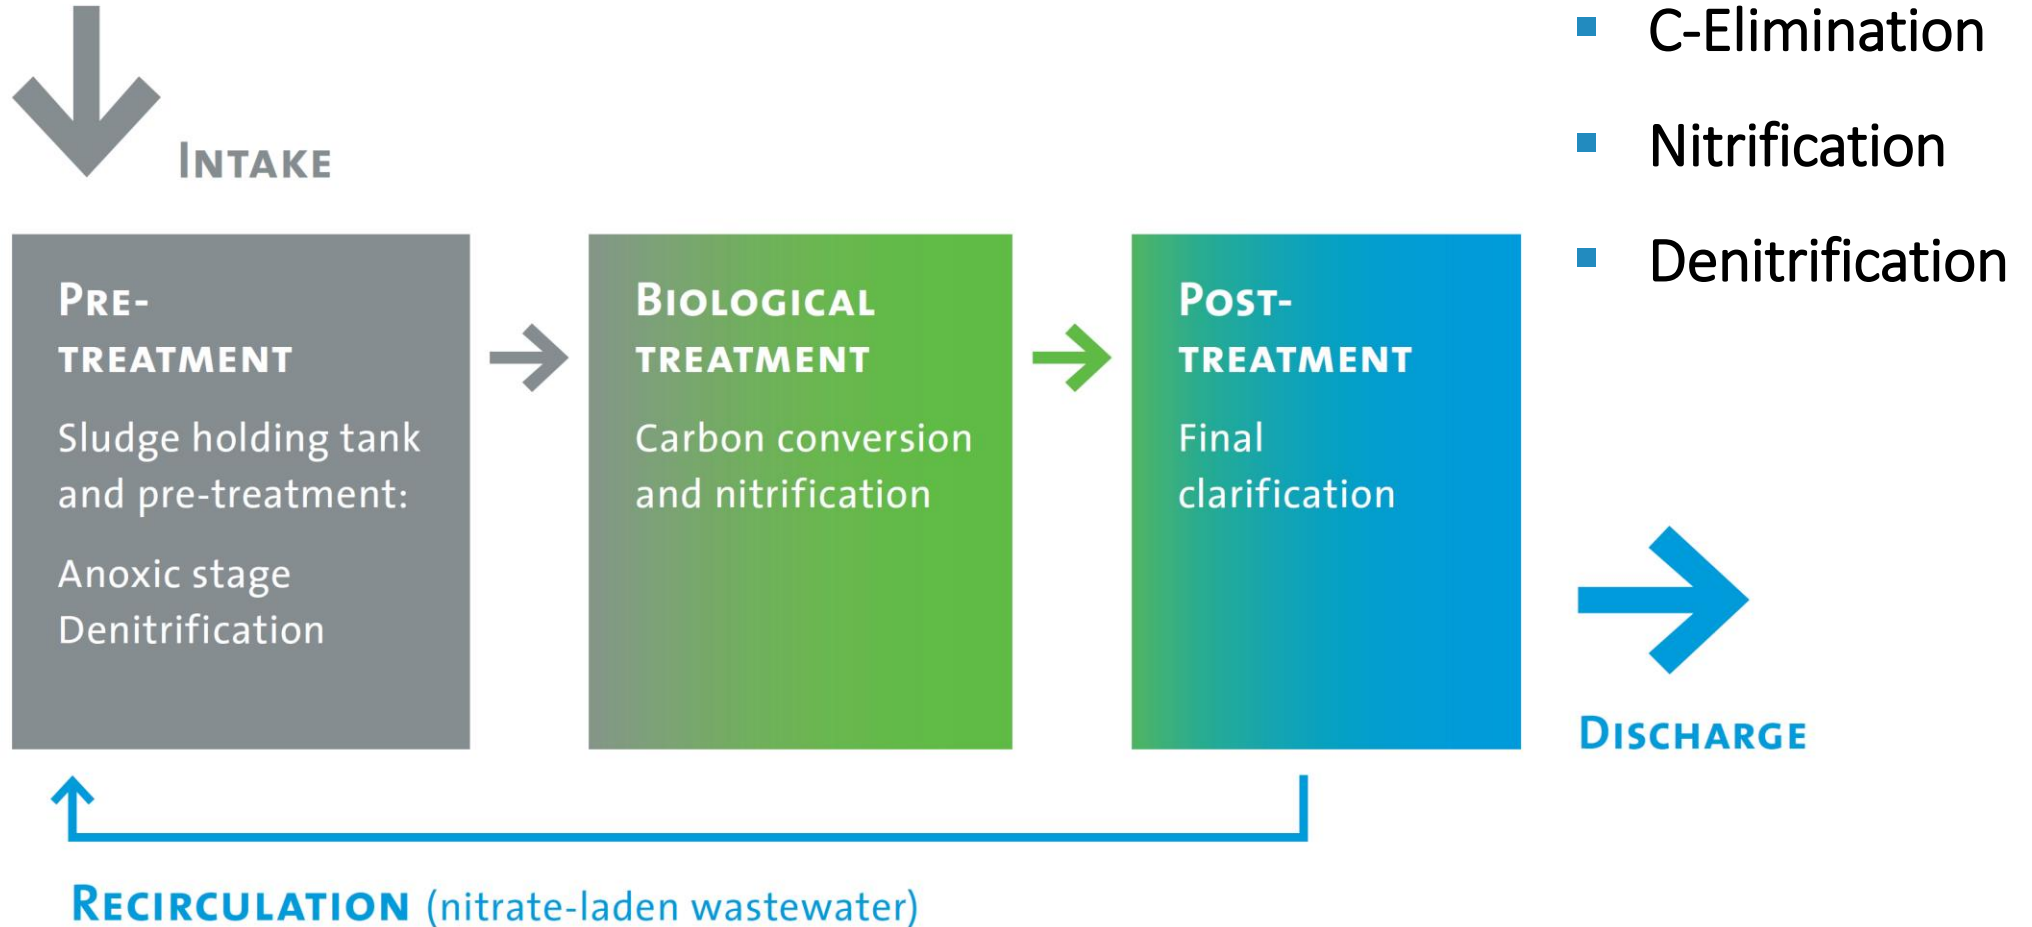 INTAKE
PRE-
TREATMENT
Sludge holding tank
and pre-treatment:
Anoxic stage
Denitrification
BIOLOGICAL
TREATMENT
Carbon conversion
and nitrification
POST-
TREATMENT
Final
clarification
DISCHARGE
RECIRCULATION (nitrate-laden wastewater)
C-Elimination
Nitrification
Denitrification